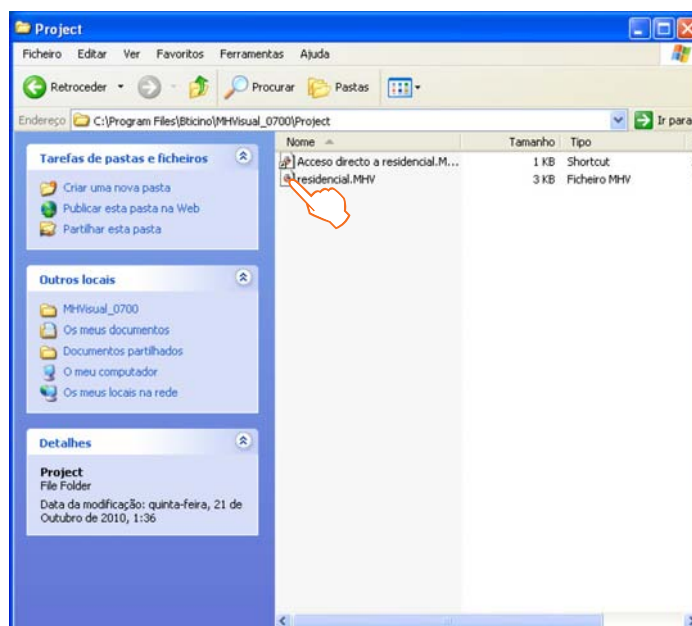 Project
Ficheiro Editar Ver Favoritos Ferramentas Ajuda
Retroceder Procurar Pastas
Endereço C:\Program Files\Bticino\MHVisual_0700\Project Ir para
Nome Tamanho Tipo
Tarefas de pastas e ficheiros
Criar uma nova pasta
Publicar esta pasta na Web
Partilhar esta pasta
Outros locais
MHVisual_0700
Os meus documentos
Documentos partilhados
O meu computador
Os meus locais na rede
Detalhes
Project
File Folder
Data da modificação: quinta-feira, 21 de
Outubro de 2010, 1:36
Acceso directo a residencial.M... 1 KB Shortcut
residencial.MHV 3 KB Ficheiro MHV